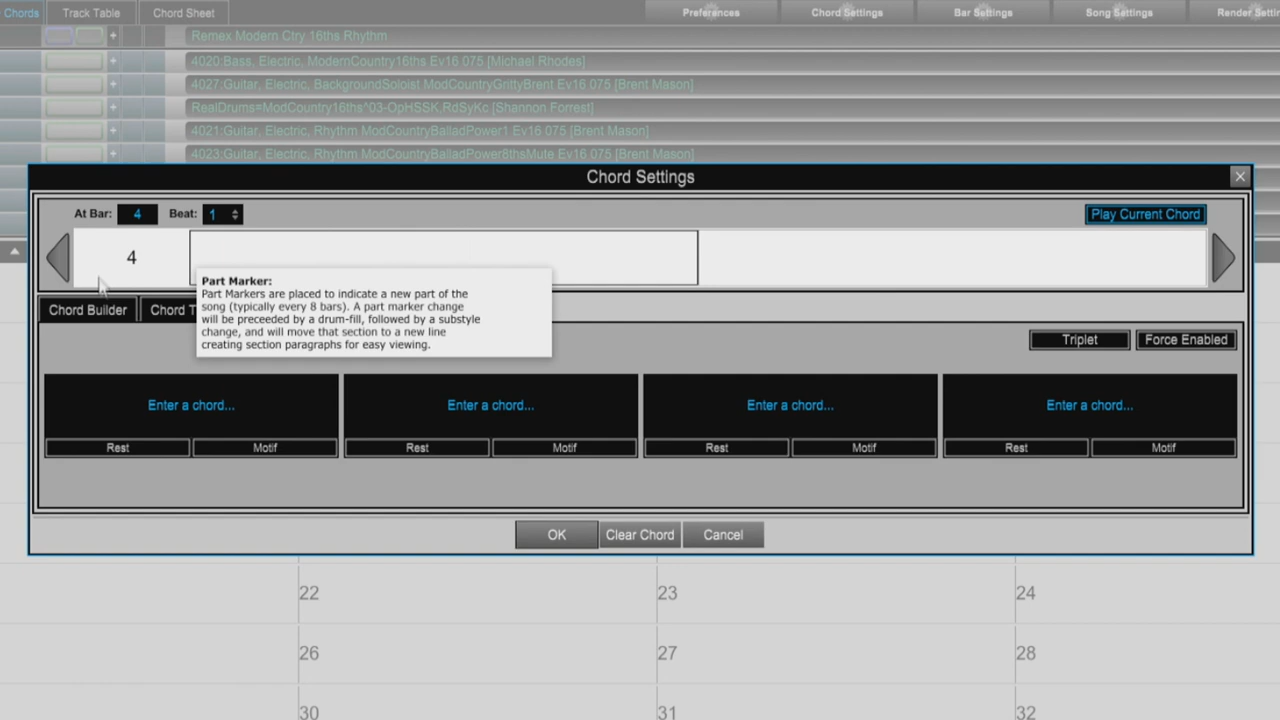 Chords
Track Table
Chord Sheet
Preferences
Chord Settings
Bar Settings
Song Settings
Render
Remex Modern Ctry 16ths Rhythm
4020:Bass, Electric, ModernCountry16ths Ev16 075 [Michael Rhodes]
4027:Guitar, Electric, BackgroundSoloist ModCountryGrittyBrent Ev16 075 [Brent Mason]
RealDrums=ModCountry16ths^03-OpHSSK,RdSyKc [Shannon Forrest]
4021:Guitar, Electric, Rhythm ModCountryBalladPower1 Ev16 075 [Brent Mason]
4023:Guitar, Electric, Rhythm ModCountryBalladPower8thsMute Ev16 075 [Brent Mason]
Chord Settings
At Bar: 4 Beat: 1
Play Current Chord
4
Part Marker:
Part Markers are placed to indicate a new part of the
song (typically every 8 bars). A part marker change
will be preceeded by a drum-fill, followed by a substyle
change, and will move that section to a new line
creating section paragraphs for easy viewing.
Chord Builder
Chord T
Triplet
Force Enabled
Enter a chord... Enter a chord... Enter a chord... Enter a chord...
Rest Motif Rest Motif Rest Motif Rest Motif
OK Clear Chord Cancel
22 23 24
26 27 28
30 31 32